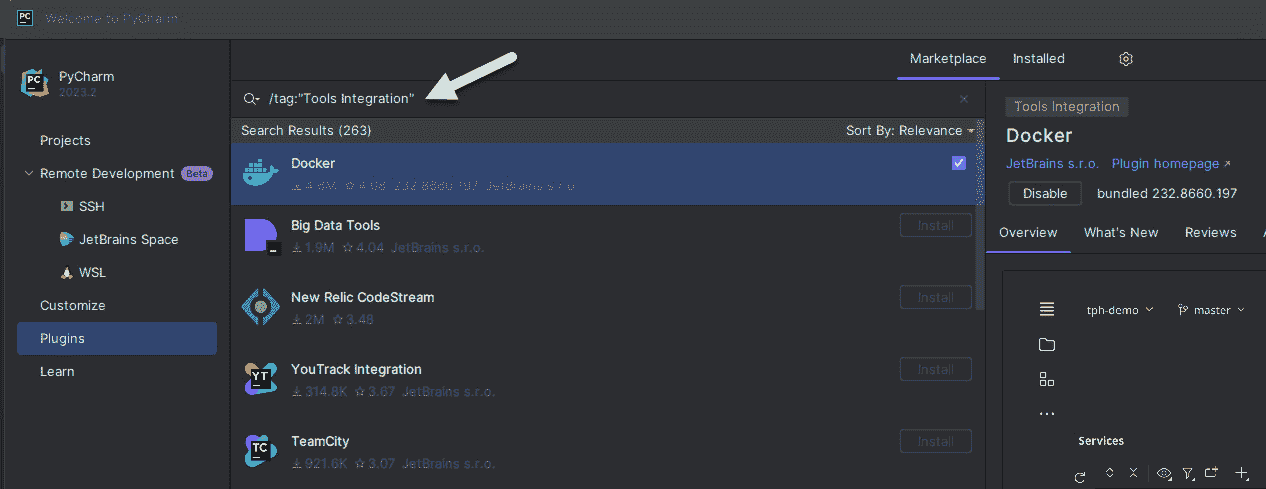 PC Welcome to PyCharm
PC PyCharm
2023.2
Projects
Remote Development Beta
SSH
JetBrains Space
WSL
Customize
Plugins
Learn
Marketplace Installed
/tag:"Tools Integration"
Search Results (263) Sort By: Relevance
Docker
4.6M 4.08 232.8660.197 JetBrains s.r.o.
Big Data Tools Install
1.9M 4.04 JetBrains s.r.o.
New Relic CodeStream Install
2M 3.48
YT YouTrack Integration Install
314.8K 3.67 JetBrains s.r.o.
TC TeamCity Install
921.6K 3.07 JetBrains s.r.o.
Tools Integration
Docker
JetBrains s.r.o. Plugin homepage
Disable bundled 232.8660.197
Overview What's New Reviews
tph-demo master
Services